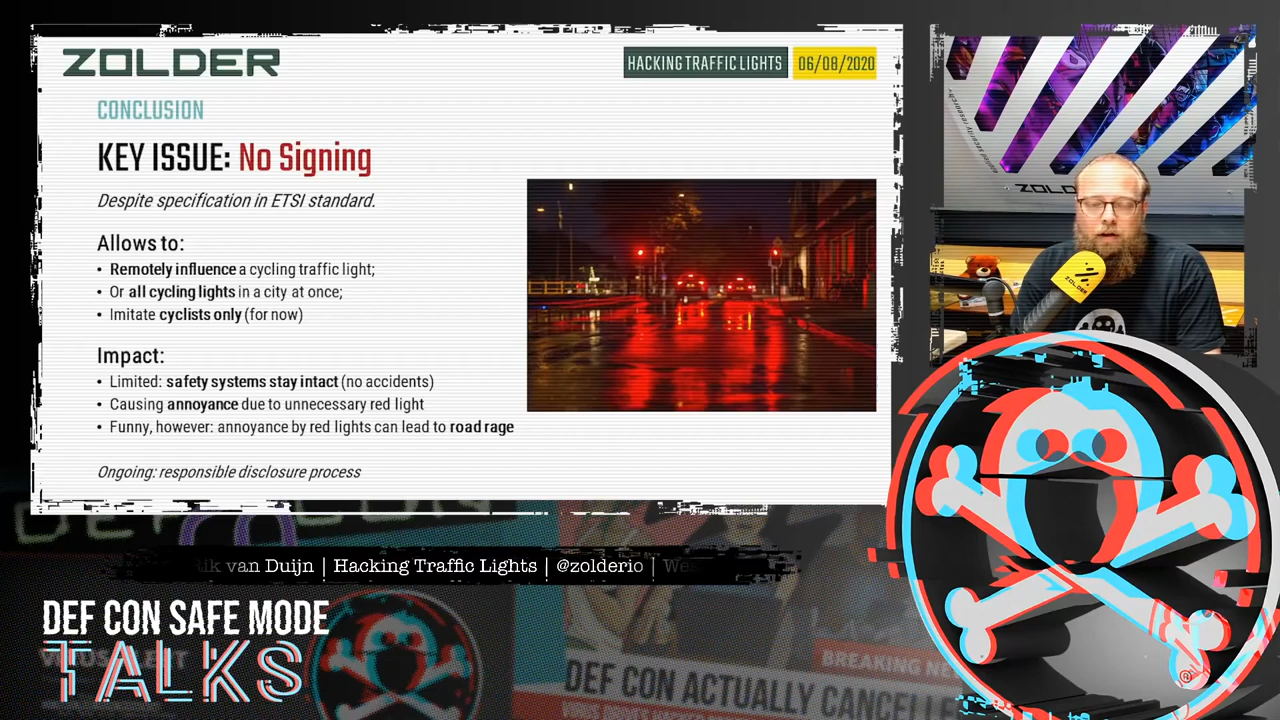 ZOLDER
HACKING TRAFFIC LIGHTS
06/08/2020
CONCLUSION
KEY ISSUE: No Signing
Despite specification in ETSI standard.
Allows to:
• Remotely influence a cycling traffic light;
• Or all cycling lights in a city at once;
• Imitate cyclists only (for now)
Impact:
• Limited: safety systems stay intact (no accidents)
• Causing annoyance due to unnecessary red light
• Funny, however: annoyance by red lights can lead to road rage
Ongoing: responsible disclosure process
ZOLD
ZOLDER
Rik van Duijn | Hacking Traffic Lights | @zolderio | We
DEF CON SAFE MODE
TALKS
BREAKING NE
DEF CON ACTUALLY CANCELLE